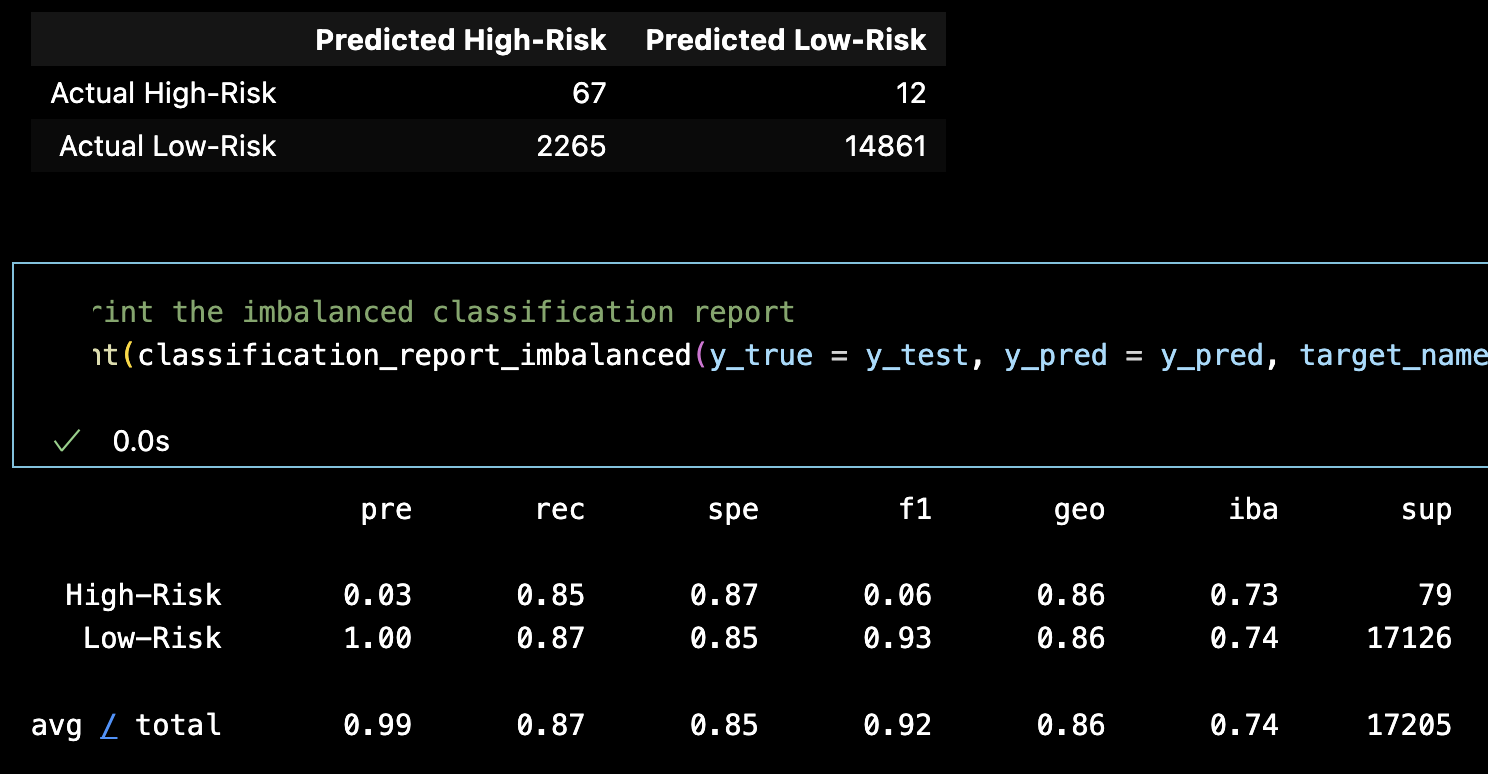 Predicted High-Risk Predicted Low-Risk
Actual High-Risk 67 12
Actual Low-Risk 2265 14861
rint the imbalanced classification report
nt(classification_report_imbalanced(y_true = y_test, y_pred = y_pred, target_name
0.0s
pre rec spe f1 geo iba sup
High-Risk 0.03 0.85 0.87 0.06 0.86 0.73 79
Low-Risk 1.00 0.87 0.85 0.93 0.86 0.74 17126
avg / total 0.99 0.87 0.85 0.92 0.86 0.74 17205